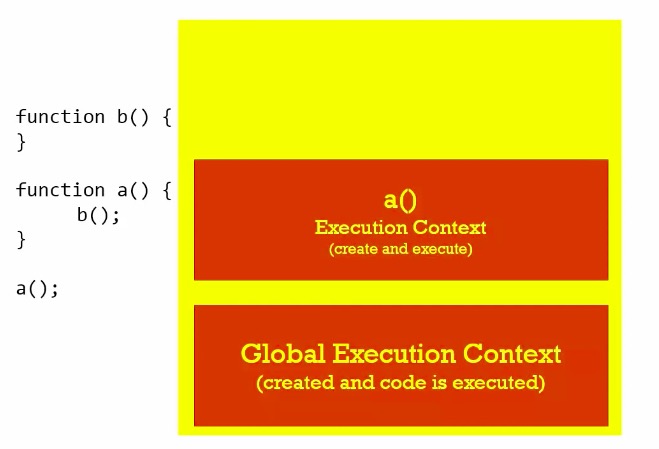 function b() {
}
function a() {
b();
}
a();
a()
Execution Context
(create and execute)
Global Execution Context
(created and code is executed)